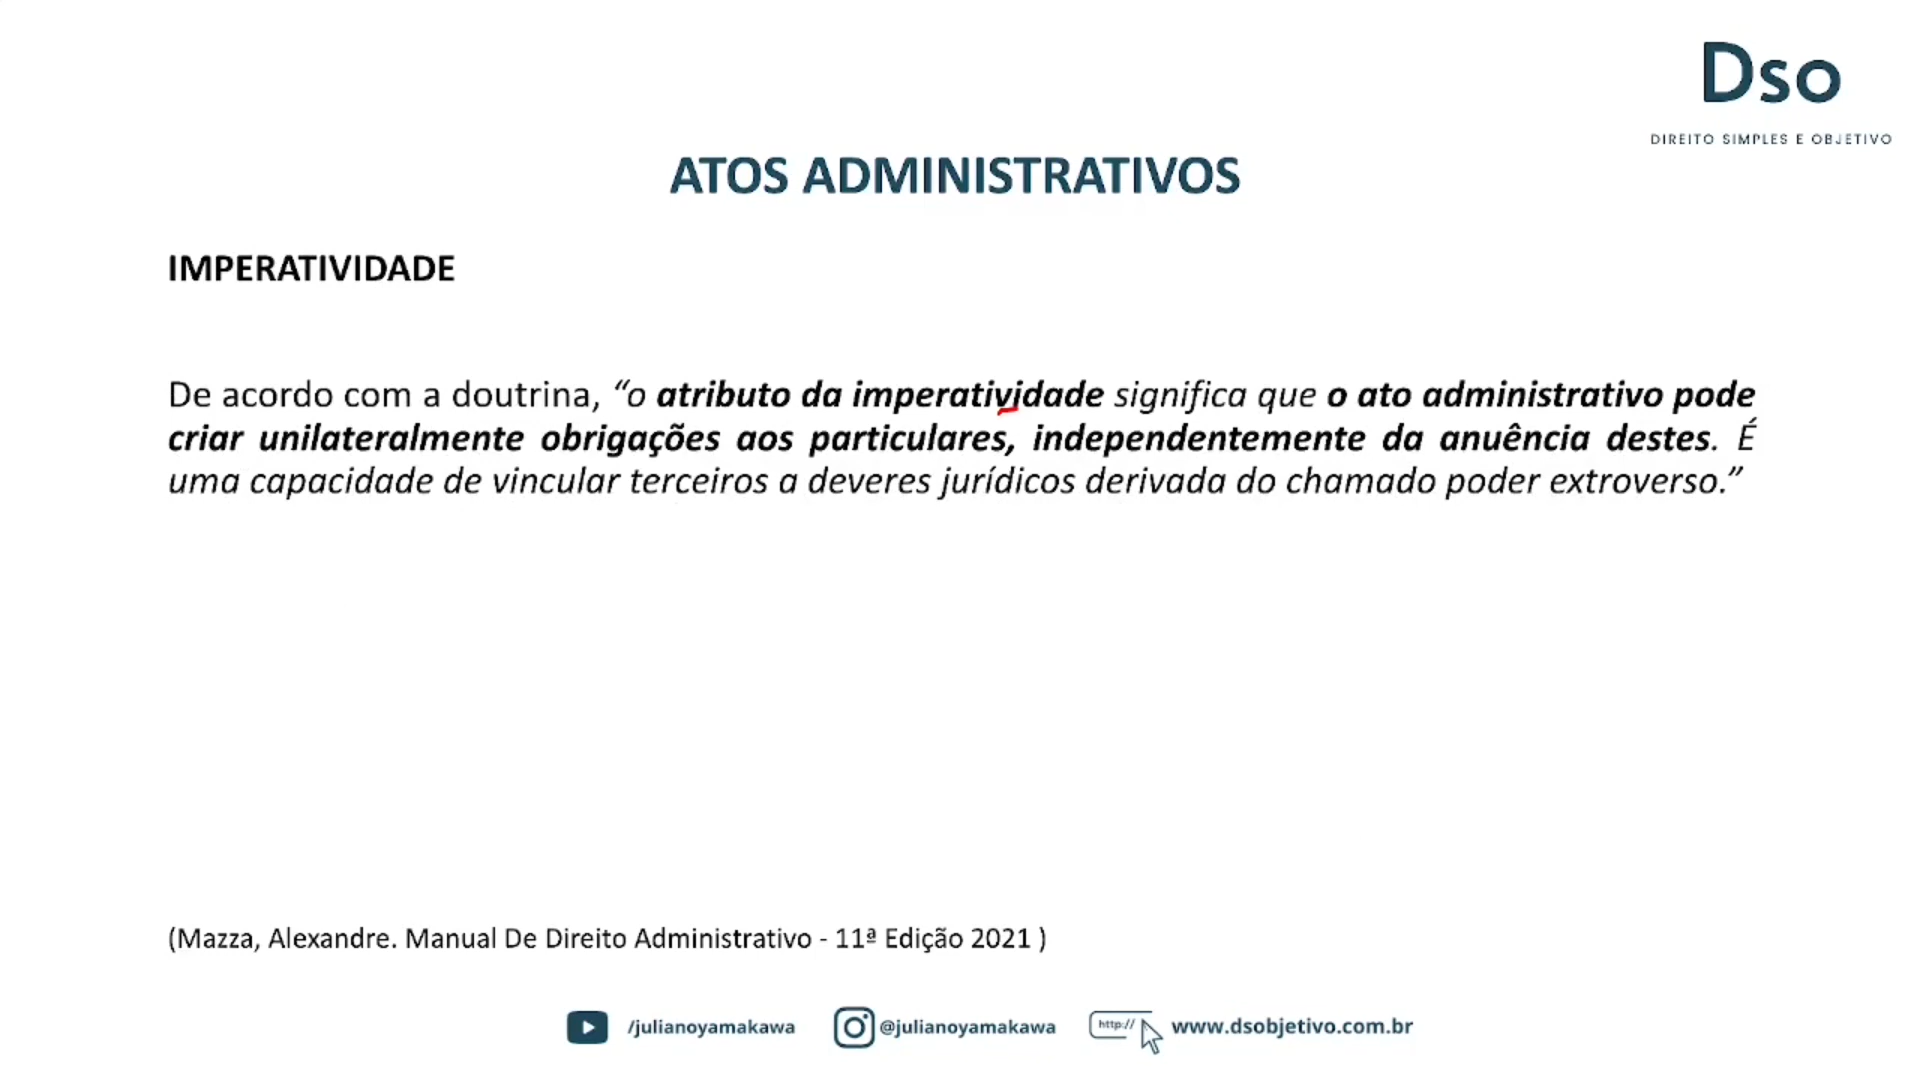 Dso
DIREITO SIMPLES E OBJETIVO
ATOS ADMINISTRATIVOS
IMPERATIVIDADE
De acordo com a doutrina, “o atributo da imperatividade significa que o ato administrativo pode
criar unilateralmente obrigações aos particulares, independentemente da anuência destes. É
uma capacidade de vincular terceiros a deveres jurídicos derivada do chamado poder extroverso.”
(Mazza, Alexandre. Manual De Direito Administrativo - 11ª Edição 2021 )
/julianoyamakawa @julianoyamakawa http:// www.dsobjetivo.com.br